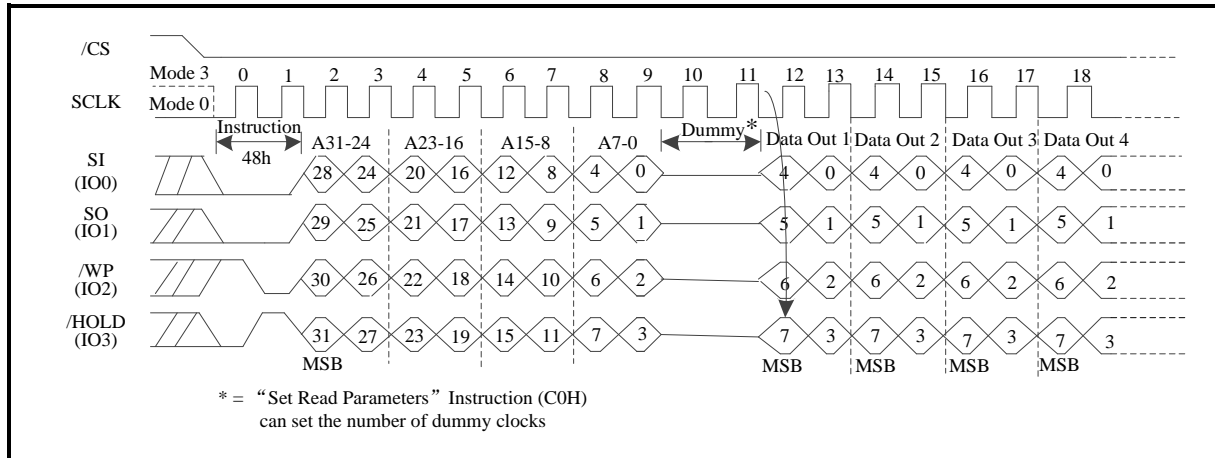 /CS
Mode 3 0 1 2 3 4 5 6 7 8 9 10 11 12 13 14 15 16 17 18
SCLK Mode 0
Instruction A31-24 A23-16 A15-8 A7-0 Dummy* Data Out 1 Data Out 2 Data Out 3 Data Out 4
48h
SI
(IO0) 28 24 20 16 12 8 4 0 4 0 4 0 4 0 4 0
SO
(IO1) 29 25 21 17 13 9 5 1 5 1 5 1 5 1 5 1
/WP
(IO2) 30 26 22 18 14 10 6 2 6 2 6 2 6 2 6 2
/HOLD
(IO3) 31 27 23 19 15 11 7 3 7 3 7 3 7 3 7 3
MSB MSB MSB MSB MSB
* = “Set Read Parameters” Instruction (C0H)
can set the number of dummy clocks